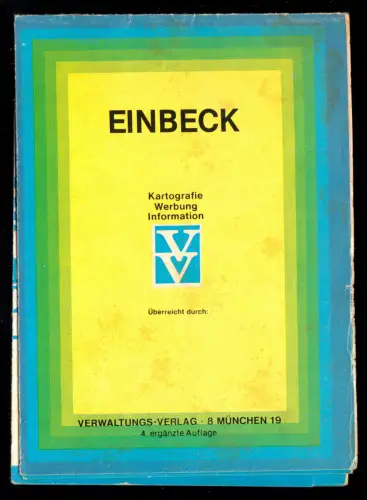 EINBECK
Kartografie
Werbung
Information
V
V
Überreicht durch:
VERWALTUNGS-VERLAG · 8 MÜNCHEN 19
4. ergänzte Auflage